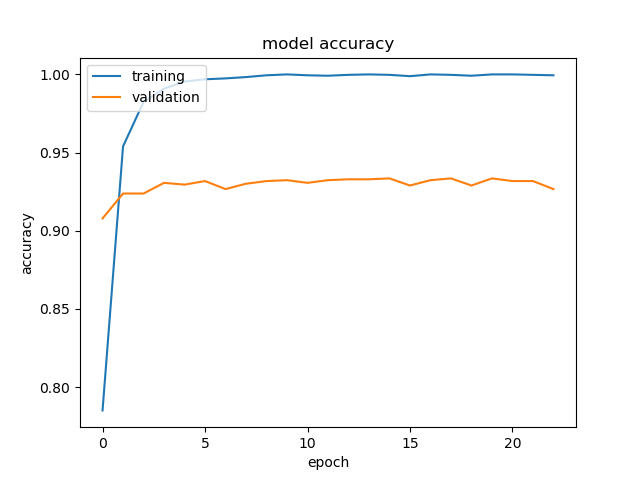 model accuracy
training
validation
1.00
0.95
0.90
0.85
0.80
accuracy
0 5 10 15 20
epoch